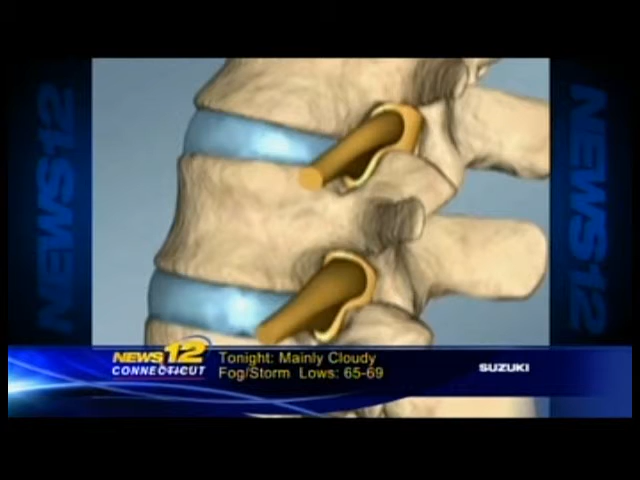 NEWS12
NEWS12
NEWS 12
CONNECTICUT
Tonight: Mainly Cloudy
Fog/Storm Lows: 65-69
SUZUKI